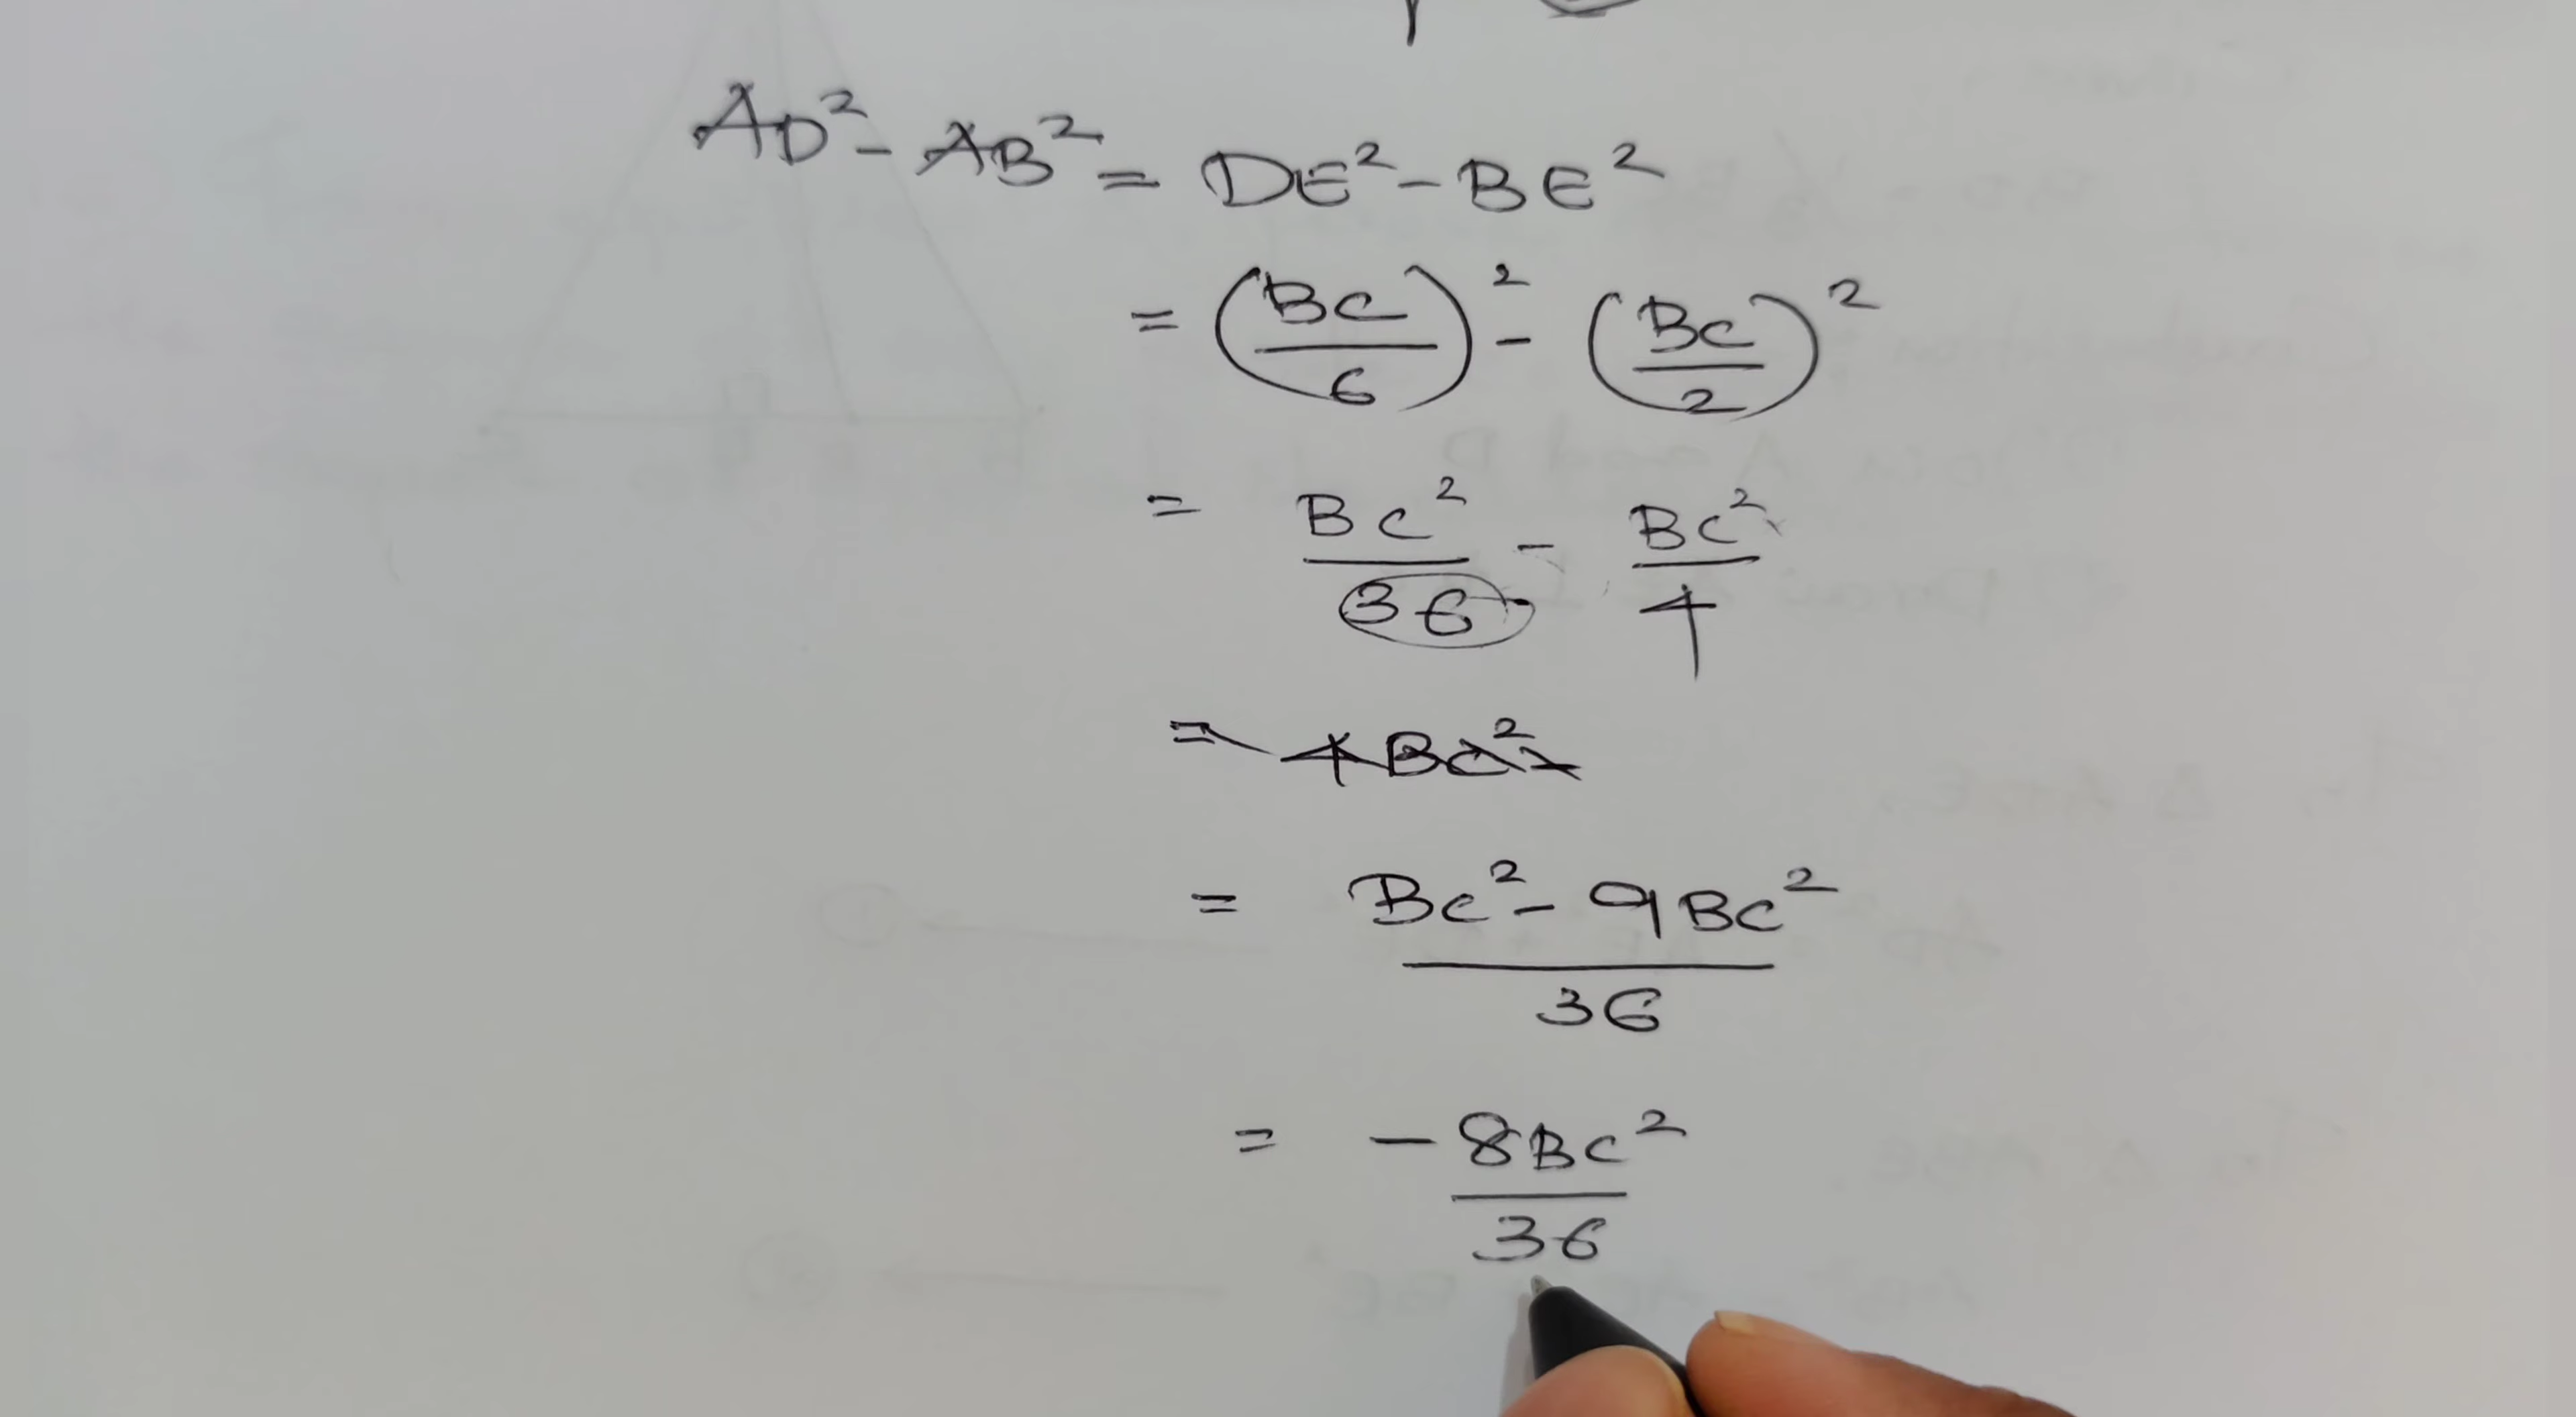 AD² - AB² = DE² - BE²
= (BC/6)² - (BC/2)²
= BC²/36 - BC²/4
= 4BC² -
= BC² - 9BC²/36
= -8BC²/36